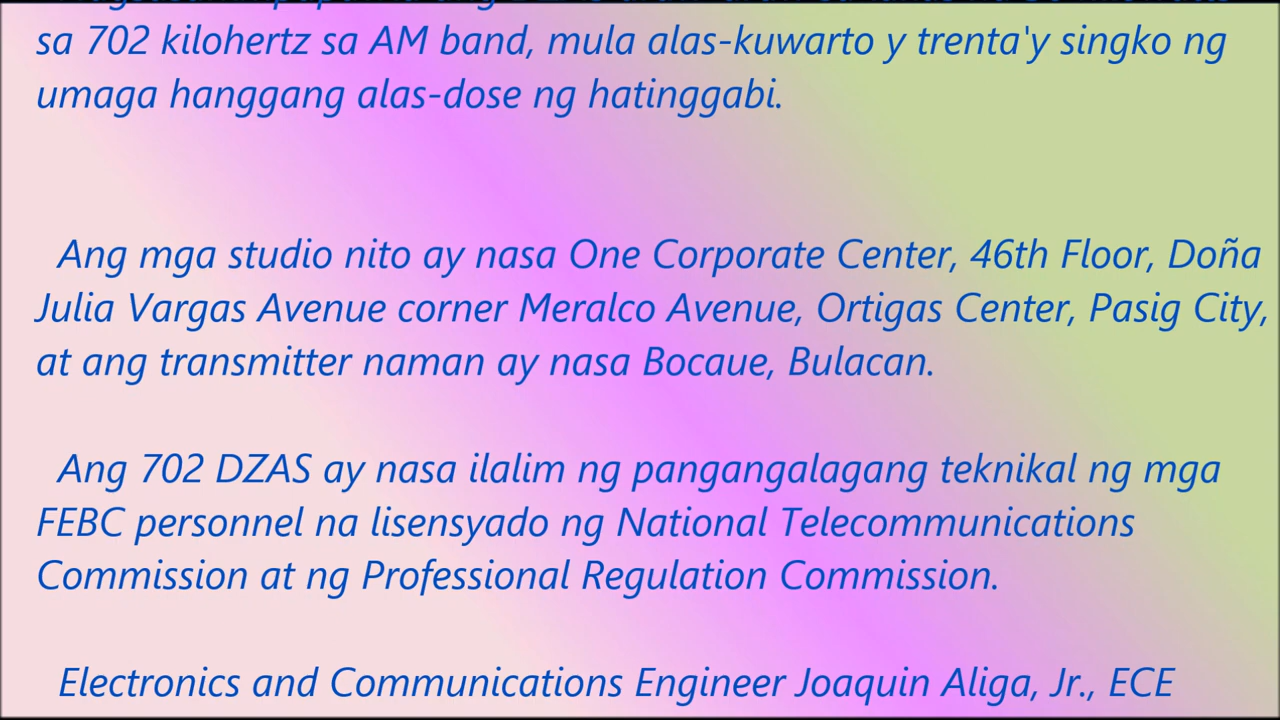 sa 702 kilohertz sa AM band, mula alas-kuwarto y trenta'y singko ng
umaga hanggang alas-dose ng hatinggabi.
Ang mga studio nito ay nasa One Corporate Center, 46th Floor, Doña
Julia Vargas Avenue corner Meralco Avenue, Ortigas Center, Pasig City,
at ang transmitter naman ay nasa Bocaue, Bulacan.
Ang 702 DZAS ay nasa ilalim ng pangangalagang teknikal ng mga
FEBC personnel na lisensyado ng National Telecommunications
Commission at ng Professional Regulation Commission.
Electronics and Communications Engineer Joaquin Aliga, Jr., ECE